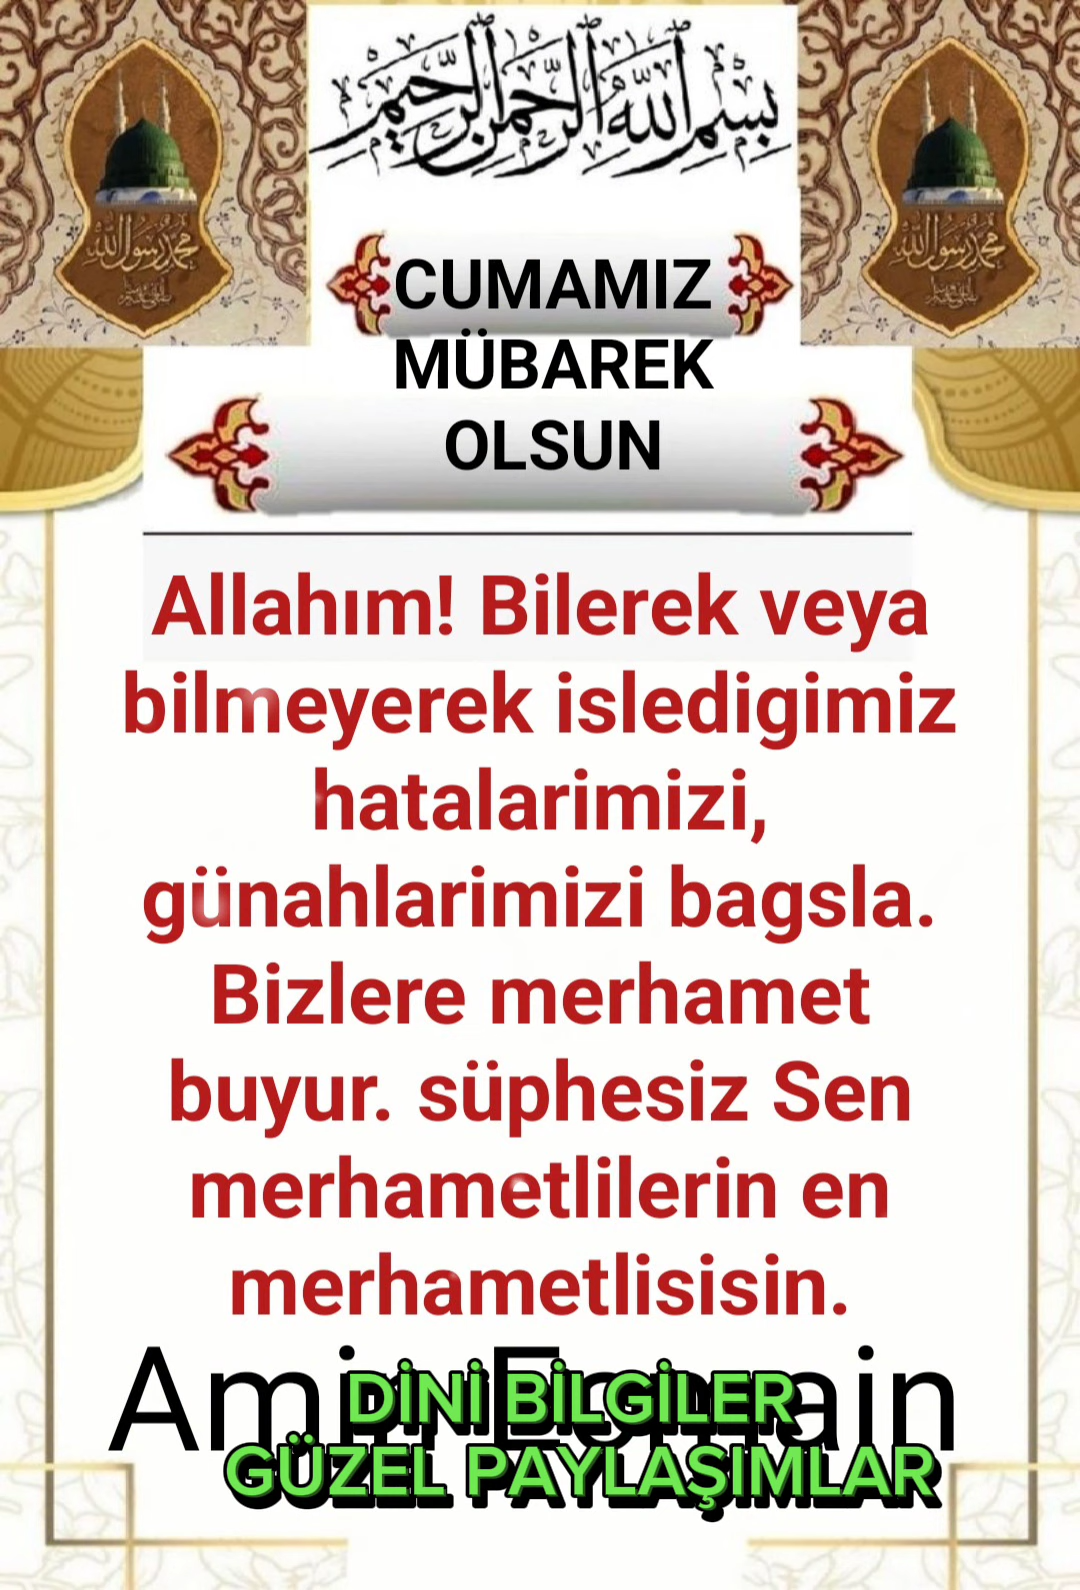 بسم الله الرحمن الرحيم
محمد رسول الله
محمد رسول الله
CUMAMIZ
MÜBAREK
OLSUN
Allahım! Bilerek veya
bilmeyerek isledigimiz
hatalarimizi,
günahlarimizi bagsla.
Bizlere merhamet
buyur. süphesiz Sen
merhametlilerin en
merhametlisisin.
Amin
DİNİ BİLGİLER
GÜZEL PAYLAŞIMLAR